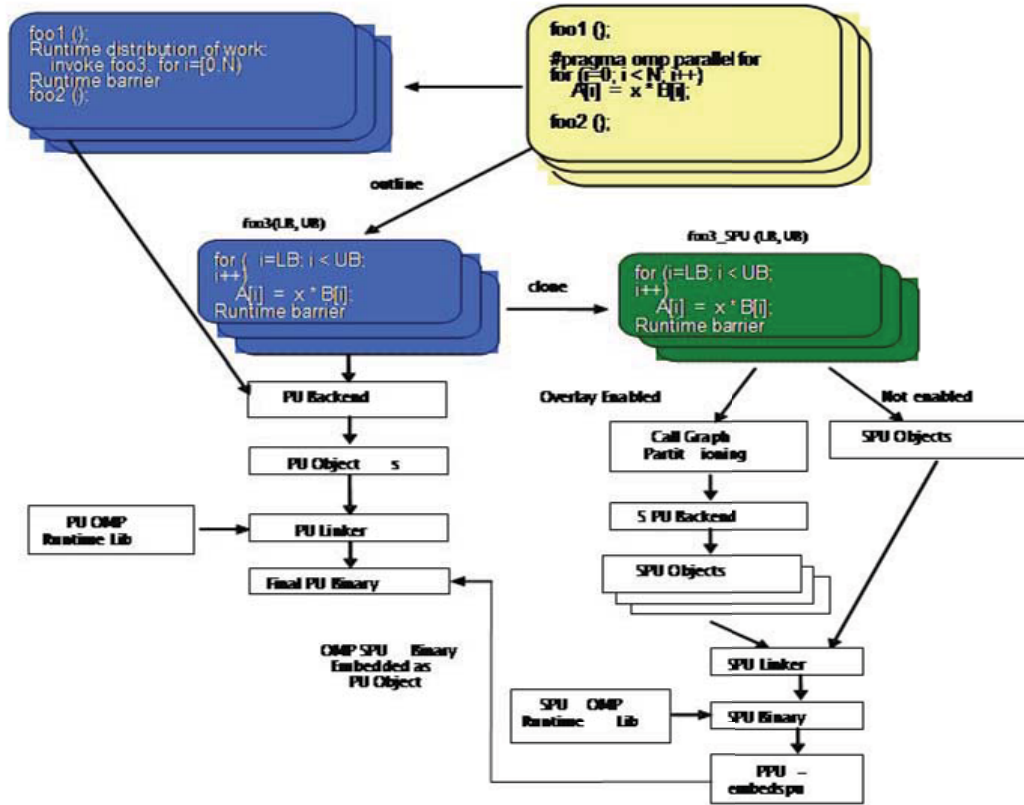 foo1 ();
Runtime distribution of work:
invoke foo3, for i=[0.N)
Runtime barrier
foo2 ();
foo1 ();
#pragma omp parallel for
for (i=0; i < N; i++)
A[i] = x * B[i];
foo2 ();
outline
foo3(LB, UB)
for ( i=LB; i < UB;
i++)
A[i] = x * B[i];
Runtime barrier
clone
foo3_SPU (LB, UB)
for (i=LB; i < UB;
i++)
A[i] = x * B[i];
Runtime barrier
PU Backend
Overlay Enabled
Not enabled
Call Graph
Partit ioning
SPU Objects
PU Object s
S PU Backend
PU OMP
Runtime Lib
PU Linker
Final PU Binary
SPU Objects
OMP SPU Binary
Embedded as
PU Object
SPU Linker
SPU OMP
Runtime Lib
SPU Binary
PPU –
embedspu